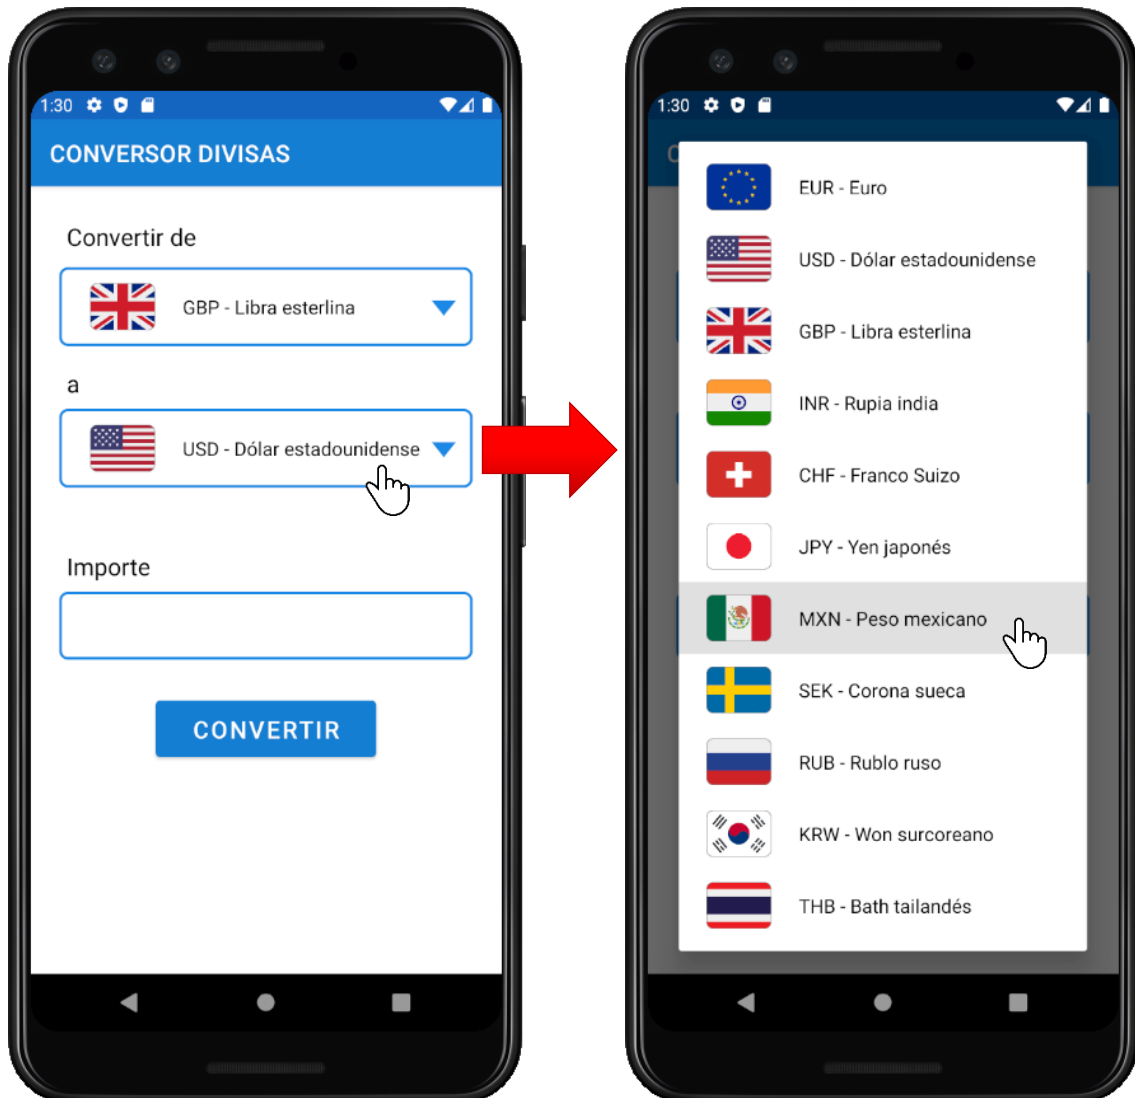 1:30
CONVERSOR DIVISAS
Convertir de
GBP - Libra esterlina
a
USD - Dólar estadounidense
Importe
CONVERTIR
1:30
C
EUR - Euro
USD - Dólar estadounidense
GBP - Libra esterlina
INR - Rupia india
CHF - Franco Suizo
JPY - Yen japonés
MXN - Peso mexicano
SEK - Corona sueca
RUB - Rublo ruso
KRW - Won surcoreano
THB - Bath tailandés